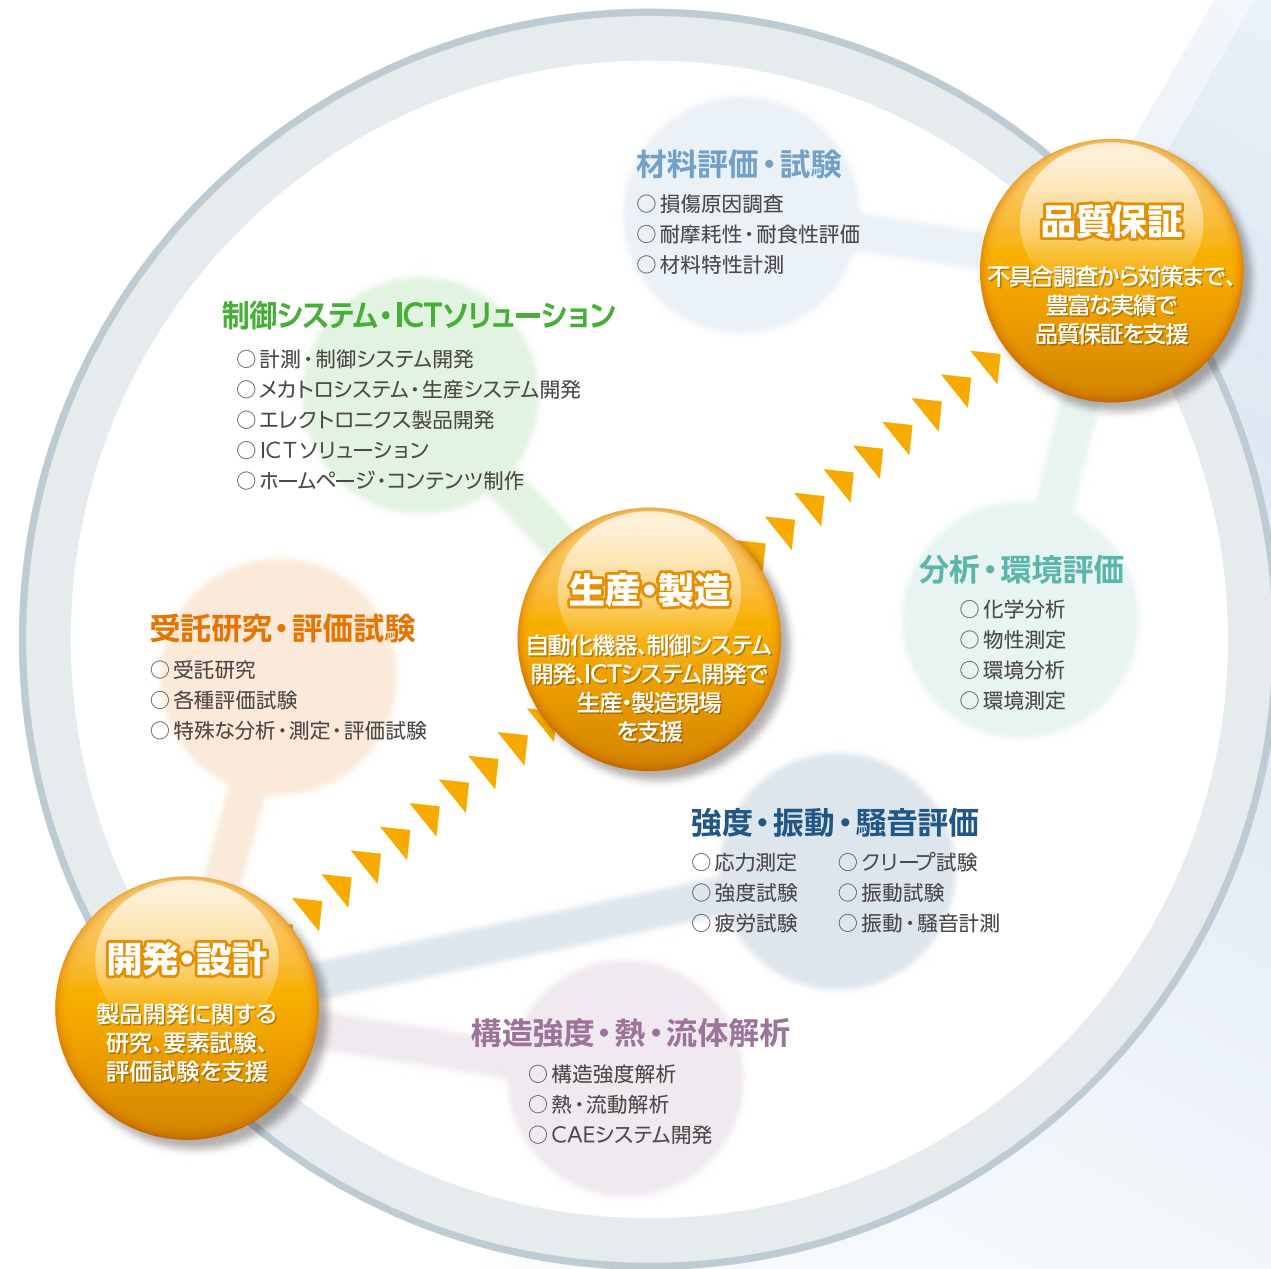 材料評価・試験
○損傷原因調査
○耐摩耗性・耐食性評価
○材料特性計測
品質保証
不具合調査から対策まで、
豊富な実績で
品質保証を支援
制御システム・ICTソリューション
○計測・制御システム開発
○メカトロシステム・生産システム開発
○エレクトロニクス製品開発
○ICTソリューション
○ホームページ・コンテンツ制作
生産・製造
自動化機器、制御システム
開発、ICTシステム開発で
生産・製造現場
を支援
分析・環境評価
○化学分析
○物性測定
○環境分析
○環境測定
受託研究・評価試験
○受託研究
○各種評価試験
○特殊な分析・測定・評価試験
強度・振動・騒音評価
○応力測定 ○クリープ試験
○強度試験 ○振動試験
○疲労試験 ○振動・騒音計測
開発・設計
製品開発に関する
研究、要素試験、
評価試験を支援
構造強度・熱・流体解析
○構造強度解析
○熱・流動解析
○CAEシステム開発